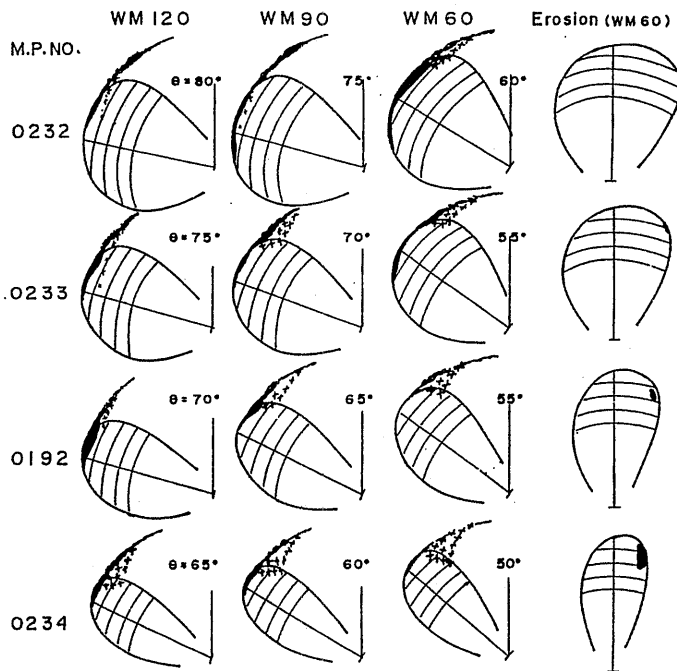 WM 120 WM 90 WM 60 Erosion (WM 60)
M.P. NO.
θ = 80° 75° 60°
0232
θ = 75° 70° 55°
0233
θ = 70° 65° 55°
0192
θ = 65° 60° 50°
0234